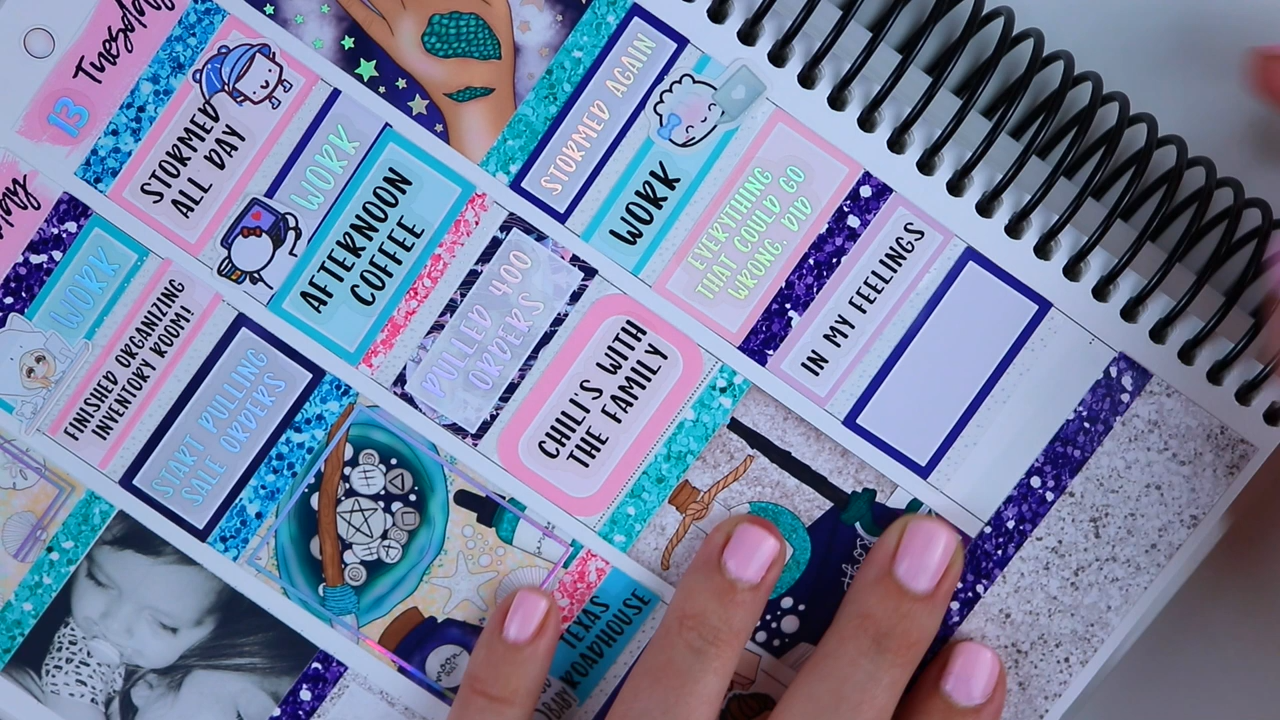 13
Tuesday
STORMED
ALL DAY
WORK
AFTERNOON
COFFEE
WORK
FINISHED ORGANIZING
INVENTORY ROOM!
START PULLING
SALE ORDERS
PULLED 400
ORDERS
CHILI'S WITH
THE FAMILY
TEXAS
ROADHOUSE
STORMED AGAIN
WORK
EVERYTHING
THAT COULD GO
WRONG, DID
IN MY FEELINGS
moon